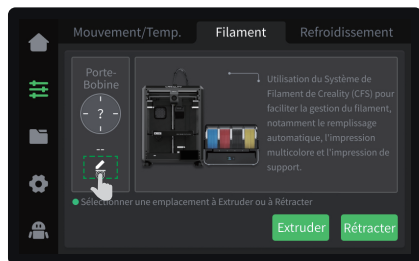 Mouvement/Temp.
Filament
Refroidissement
Porte-
Bobine
?
--
Utilisation du Système de
Filament de Creality (CFS) pour
faciliter la gestion du filament,
notamment le remplissage
automatique, l'impression
multicolore et l'impression de
support.
Sélectionner une emplacement à Extruder ou à Rétracter
Extruder
Rétracter